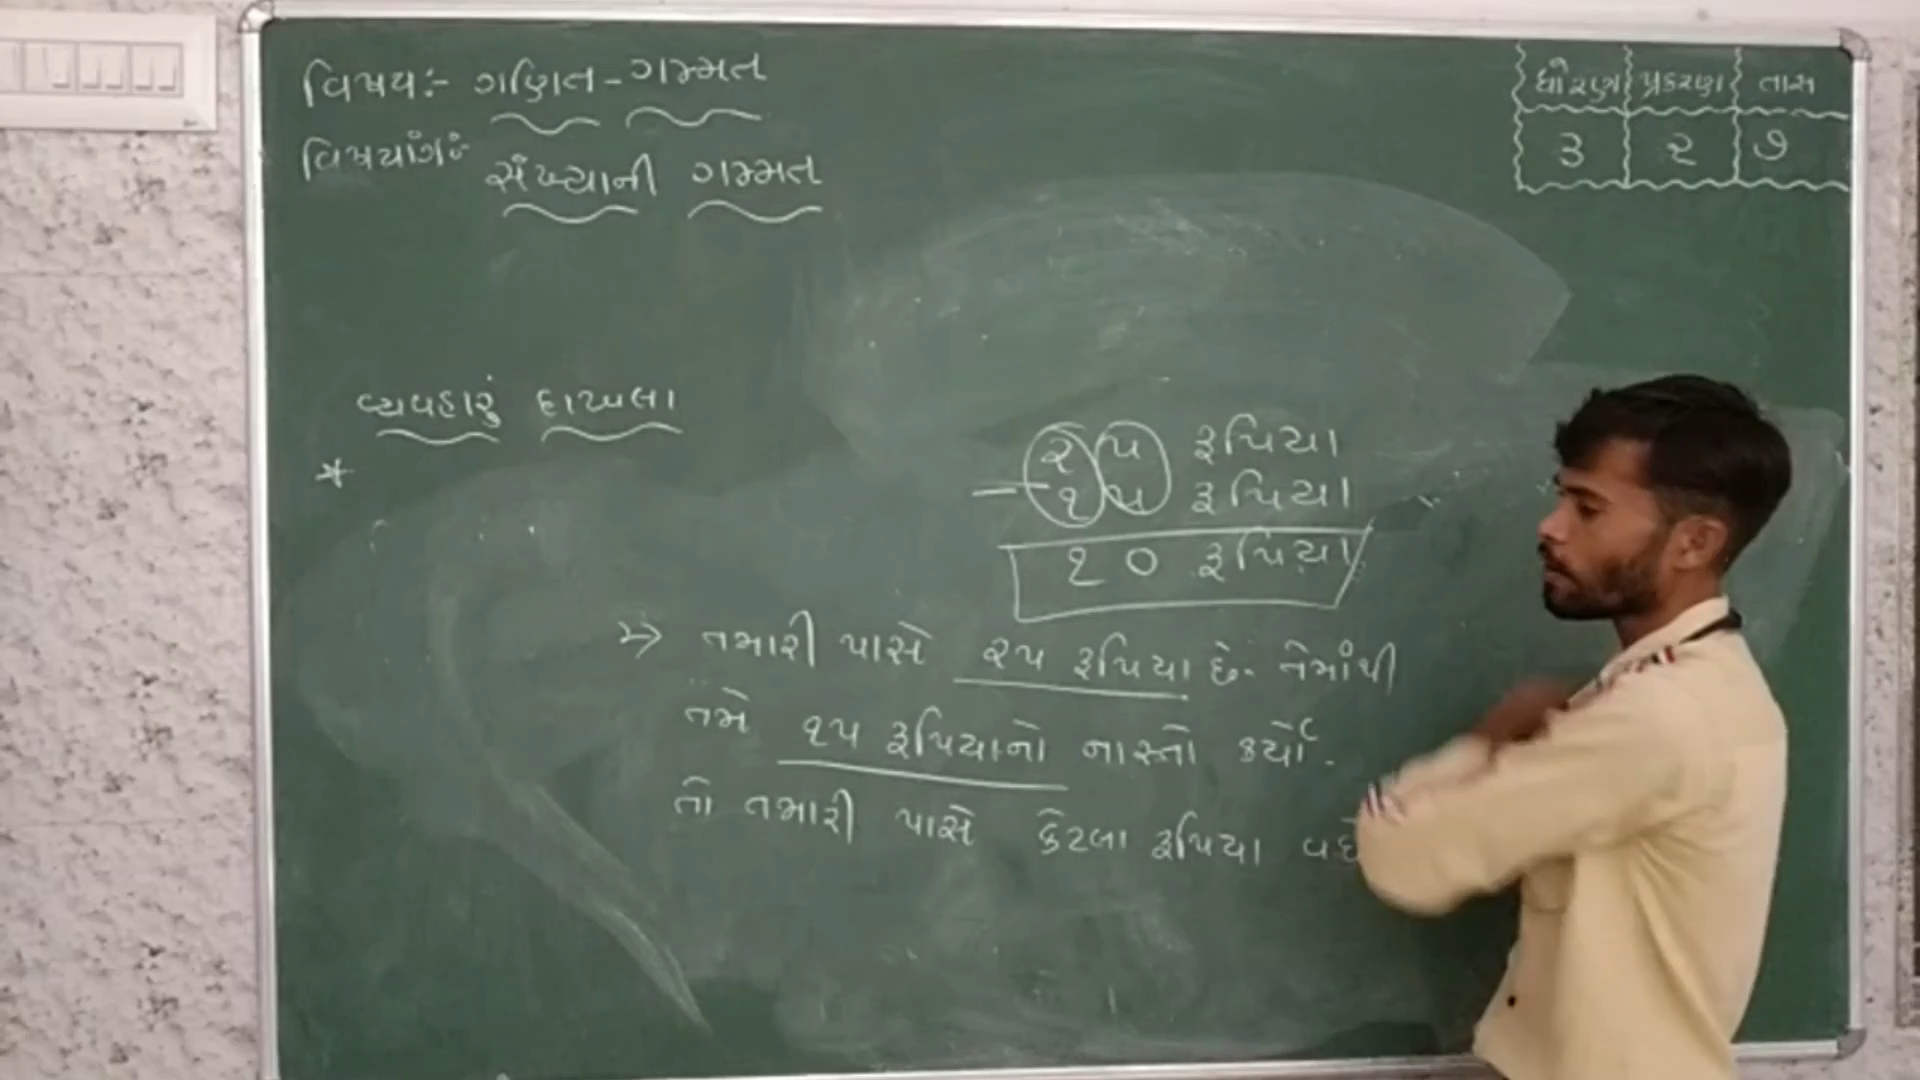 વિષય:- ગણિત-ગમ્મત
વિષયાંગ:-
સંખ્યાની ગમ્મત
ધોરણ પ્રકરણ તાસ
૩ ૨ ૭
વ્યવહારું દાખલા
*
૨૫ રૂપિયા
- ૧૫ રૂપિયા
૧૦ રૂપિયા
→ તમારી પાસે ૨૫ રૂપિયા છે. તેમાંથી
તમે ૧૫ રૂપિયાનો નાસ્તો કર્યો.
તો તમારી પાસે કેટલા રૂપિયા